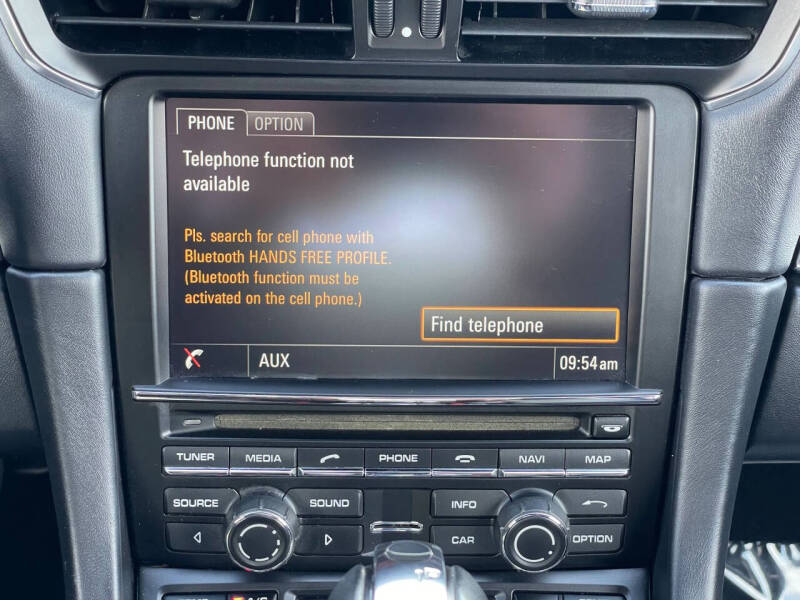 PHONE OPTION
Telephone function not
available
Pls. search for cell phone with
Bluetooth HANDS FREE PROFILE.
(Bluetooth function must be
activated on the cell phone.)
Find telephone
AUX 09:54 am
TUNER MEDIA PHONE NAVI MAP
SOURCE SOUND INFO
CAR OPTION